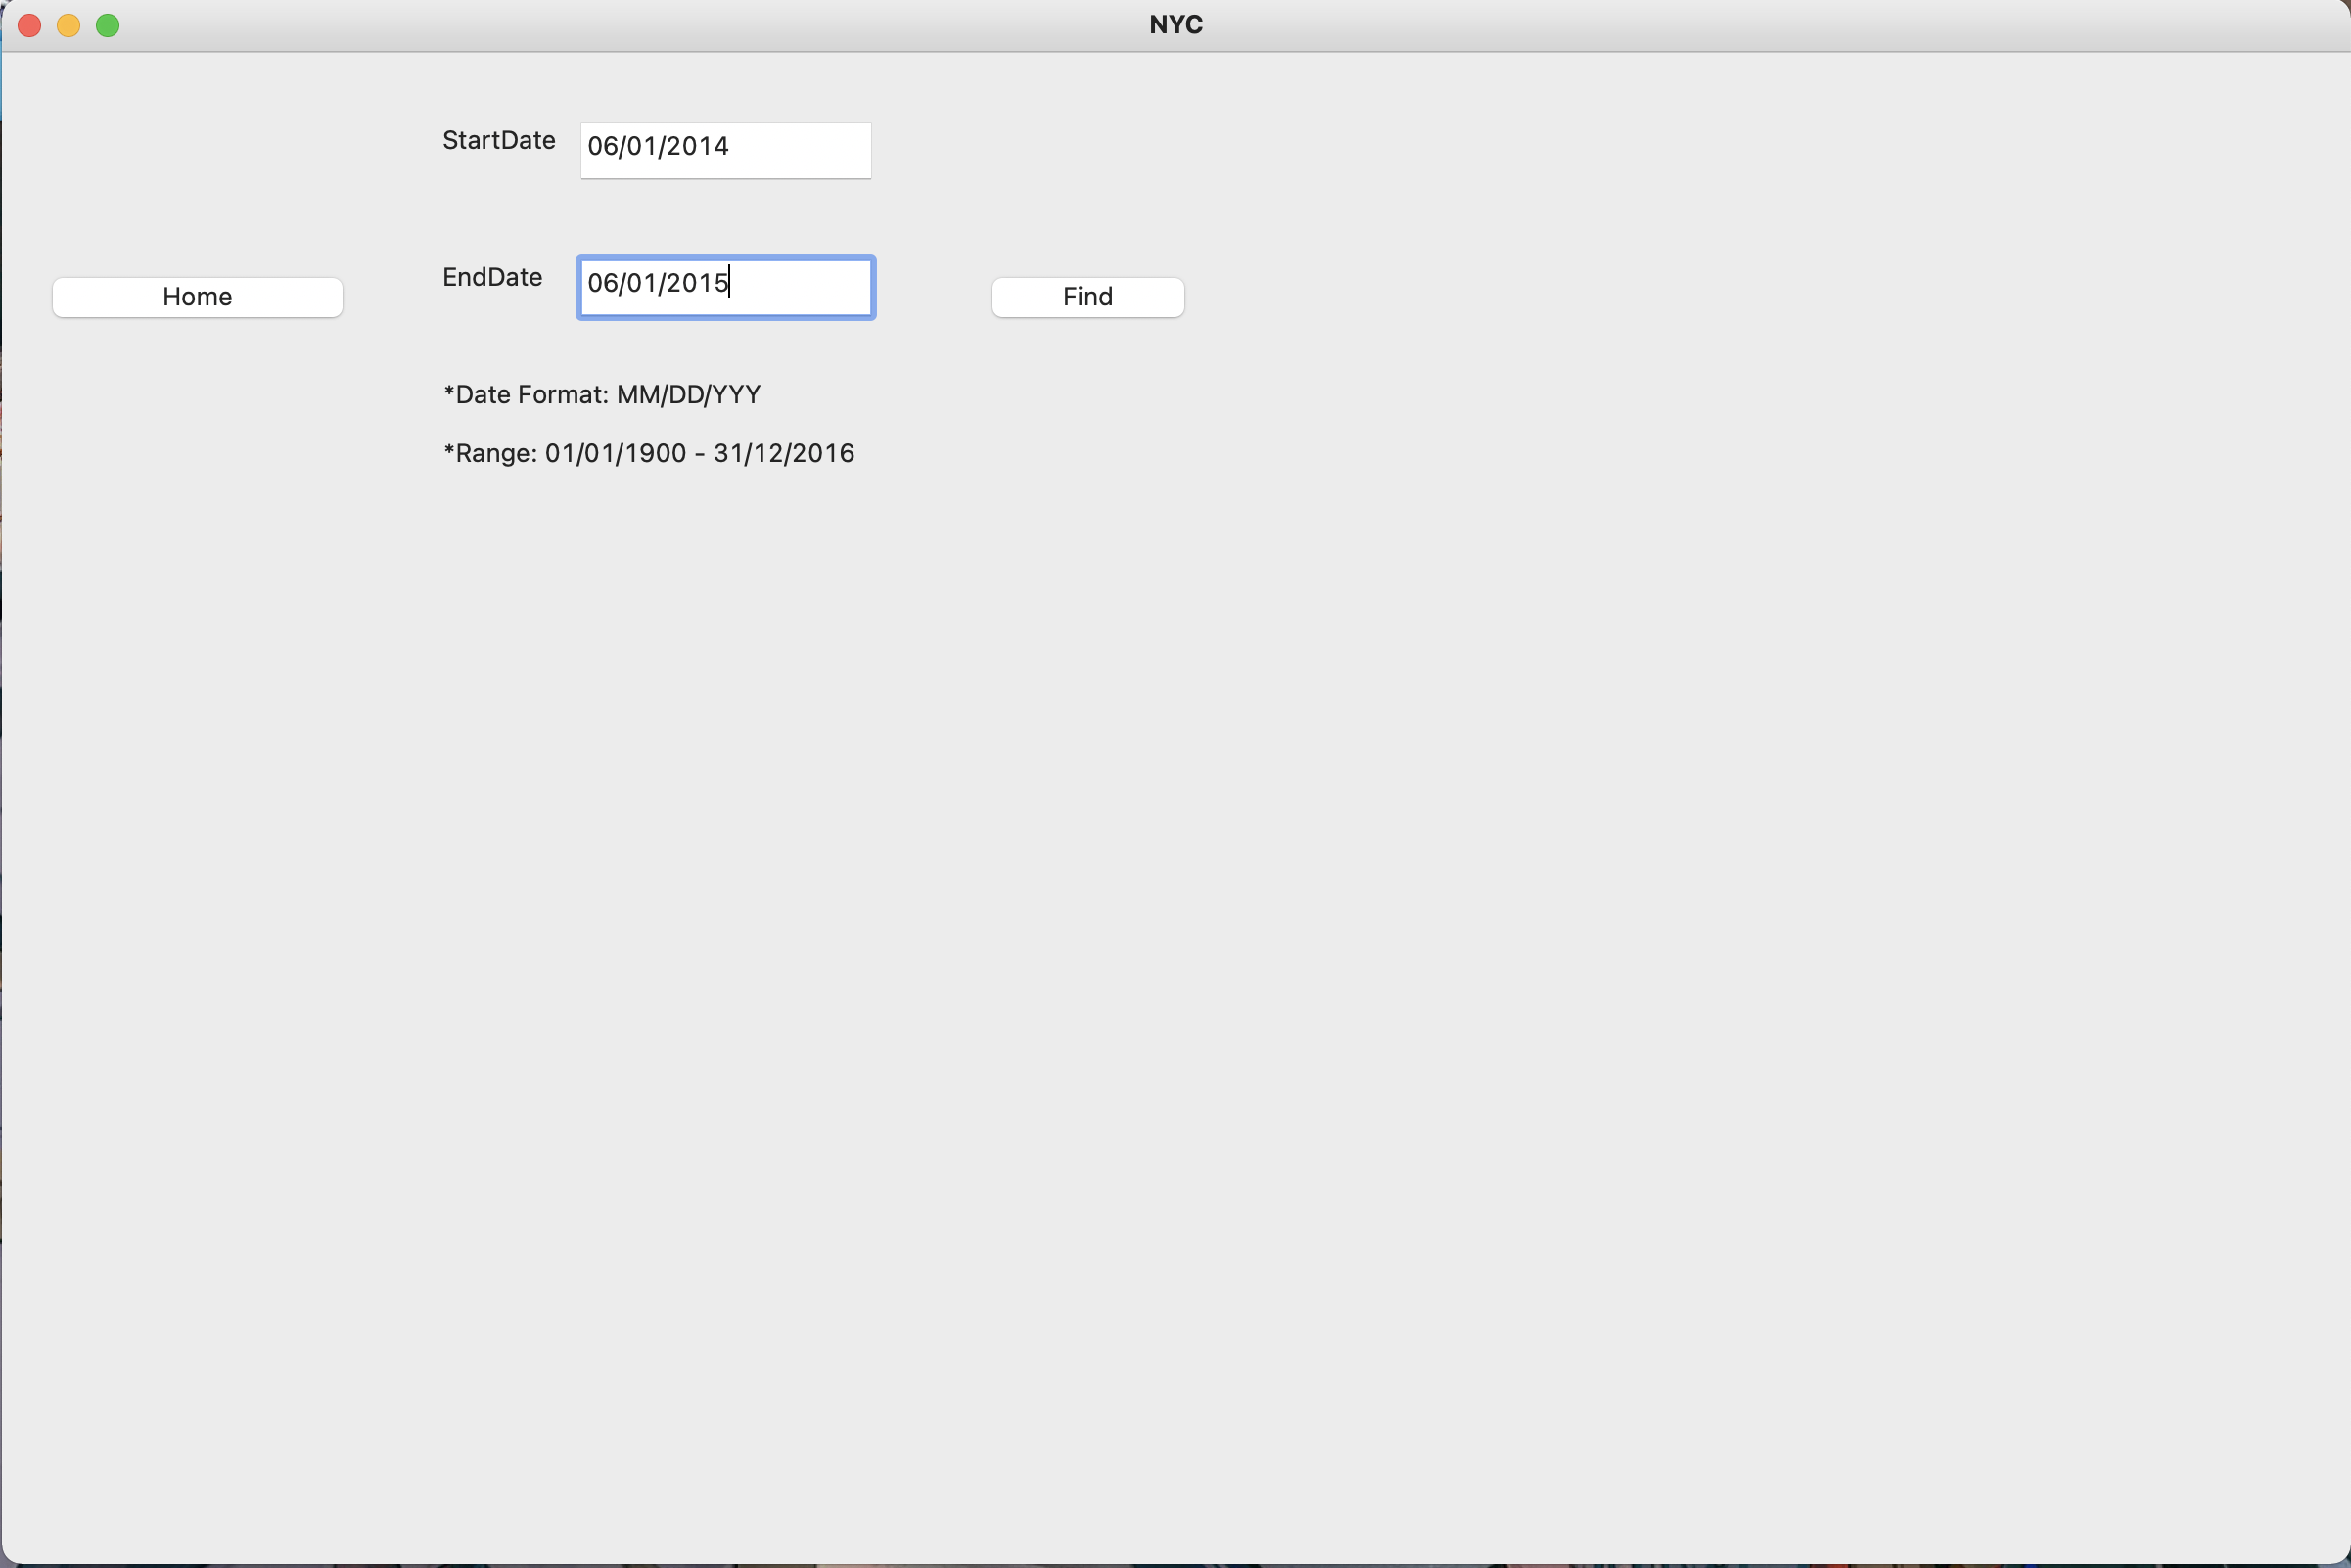 NYC
StartDate 06/01/2014
EndDate 06/01/2015
Home Find
*Date Format: MM/DD/YYY
*Range: 01/01/1900 - 31/12/2016